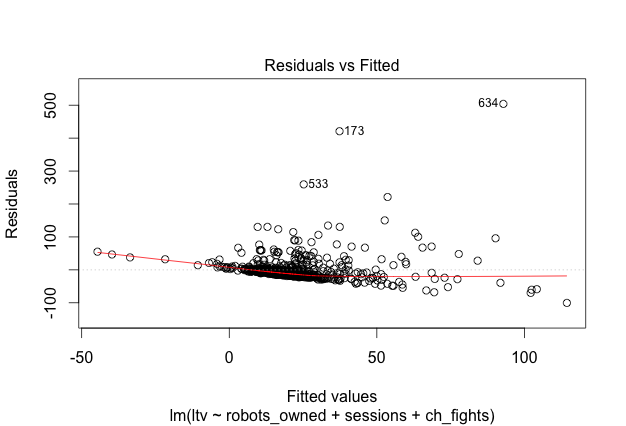 Residuals vs Fitted
Residuals
500
300
100
-100
634
173
533
-50
0
50
100
Fitted values
lm(ltv ~ robots_owned + sessions + ch_fights)